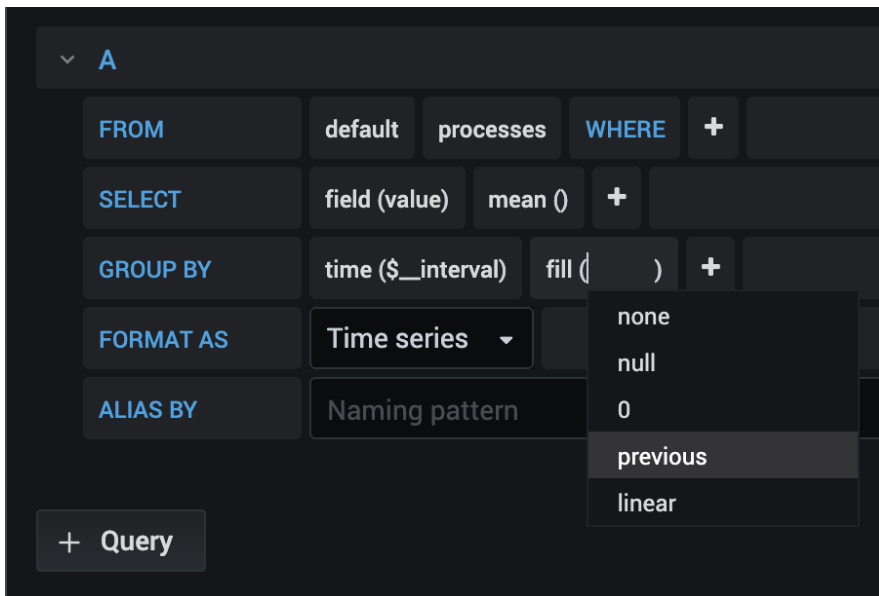 A
FROM default processes WHERE +
SELECT field (value) mean () +
GROUP BY time ($__interval) fill ( ) +
none
null
0
previous
linear
FORMAT AS Time series
ALIAS BY Naming pattern
+ Query